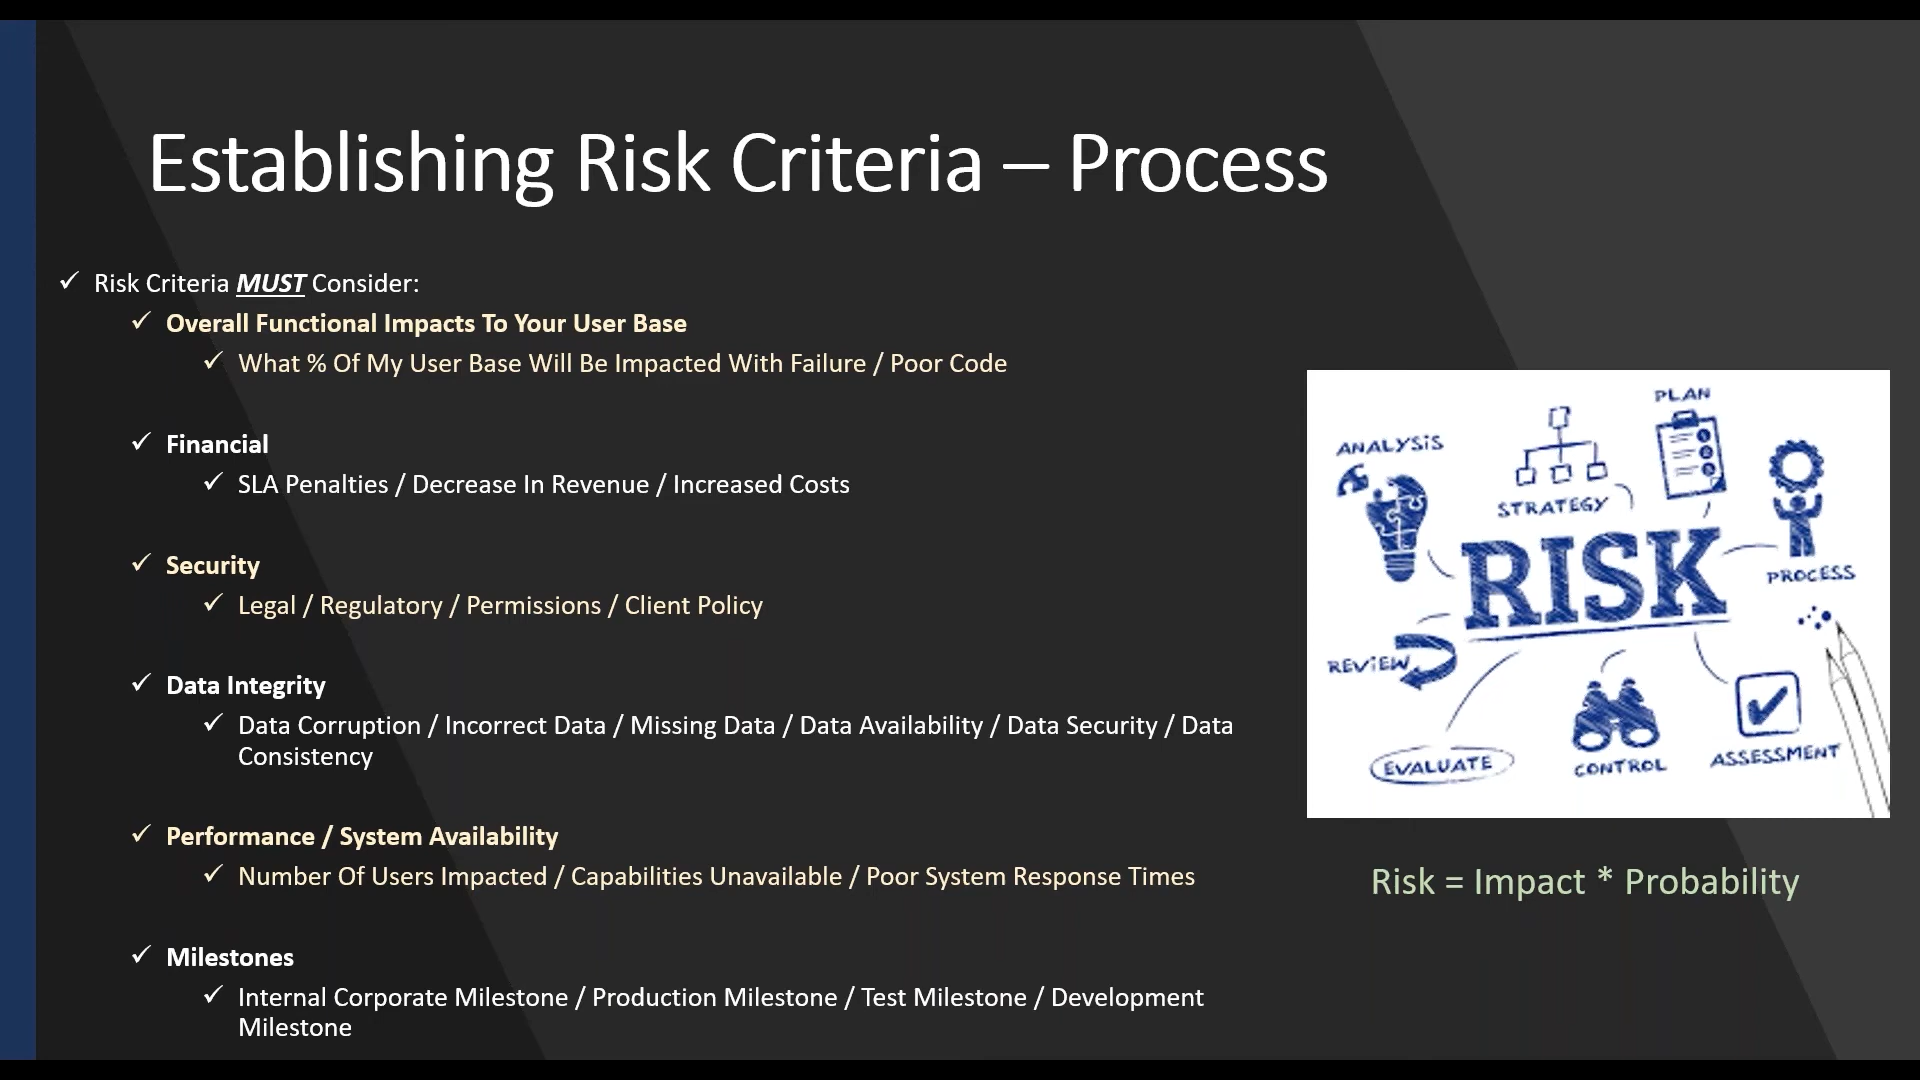 Establishing Risk Criteria – Process
✓ Risk Criteria MUST Consider:
✓ Overall Functional Impacts To Your User Base
✓ What % Of My User Base Will Be Impacted With Failure / Poor Code
✓ Financial
✓ SLA Penalties / Decrease In Revenue / Increased Costs
✓ Security
✓ Legal / Regulatory / Permissions / Client Policy
✓ Data Integrity
✓ Data Corruption / Incorrect Data / Missing Data / Data Availability / Data Security / Data
Consistency
✓ Performance / System Availability
✓ Number Of Users Impacted / Capabilities Unavailable / Poor System Response Times
✓ Milestones
✓ Internal Corporate Milestone / Production Milestone / Test Milestone / Development
Milestone
PLAN
ANALYSiS
STRATEGY
RISK
PROCESS
REViEW
EVALUATE
CONTROL
ASSESSMENT
Risk = Impact * Probability